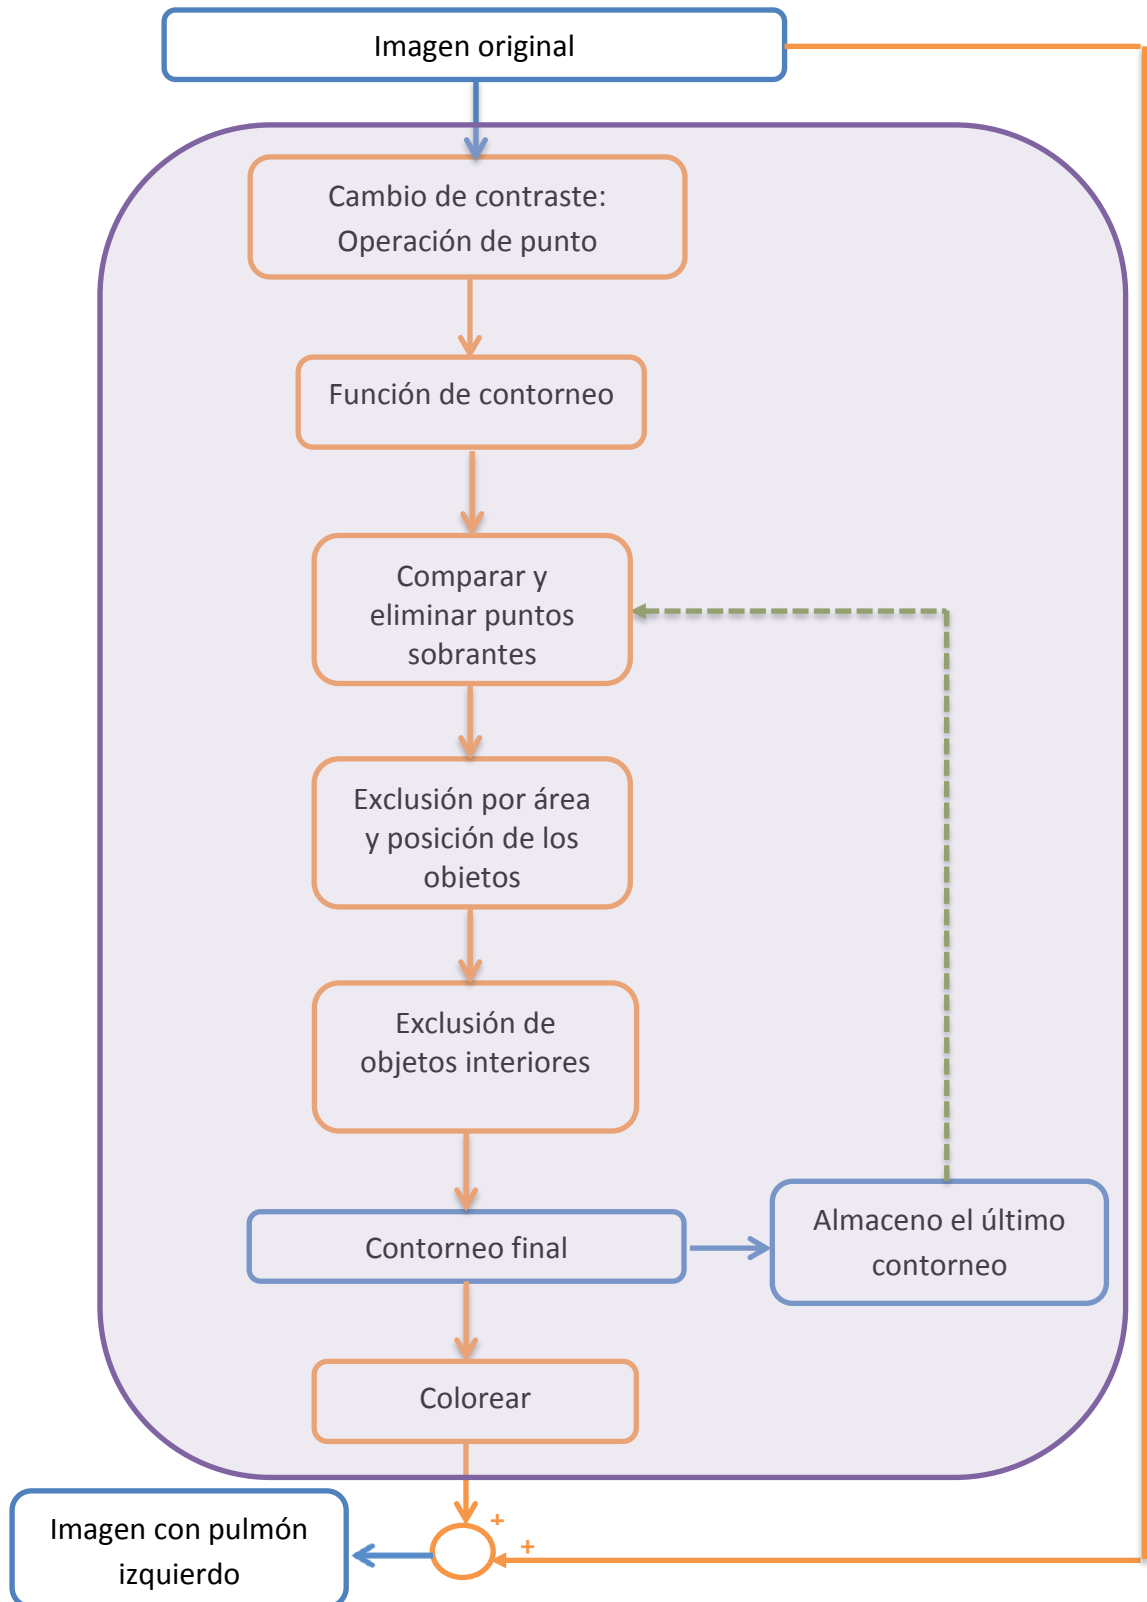 Imagen original
Cambio de contraste:
Operación de punto
Función de contorneo
Comparar y
eliminar puntos
sobrantes
Exclusión por área
y posición de los
objetos
Exclusión de
objetos interiores
Contorneo final
Almaceno el último
contorneo
Colorear
+
+
Imagen con pulmón
izquierdo